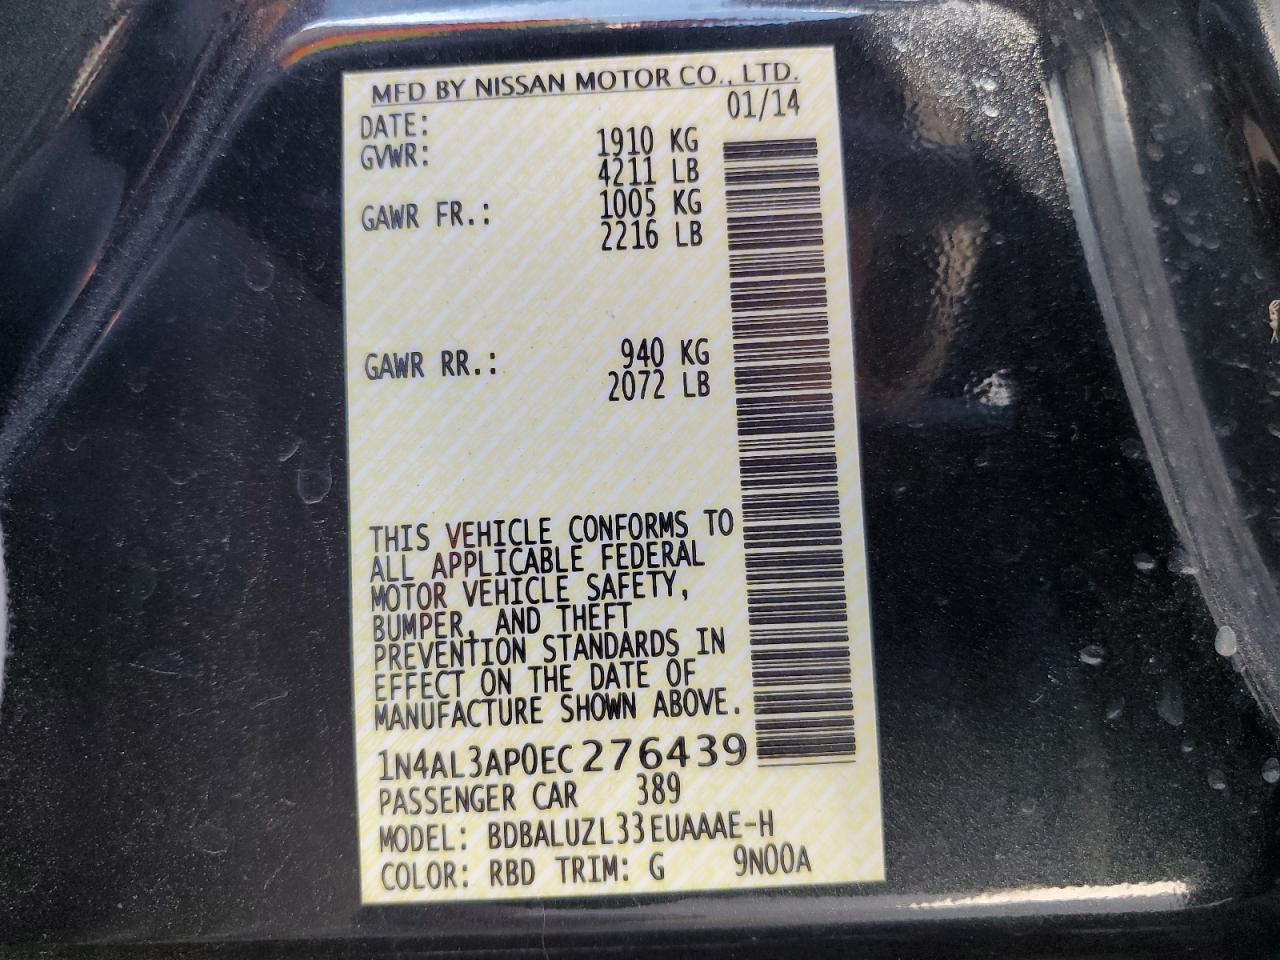 MFD BY NISSAN MOTOR CO., LTD.
DATE: 01/14
GVWR: 1910 KG
4211 LB
GAWR FR.: 1005 KG
2216 LB
GAWR RR.: 940 KG
2072 LB
THIS VEHICLE CONFORMS TO
ALL APPLICABLE FEDERAL
MOTOR VEHICLE SAFETY,
BUMPER, AND THEFT
PREVENTION STANDARDS IN
EFFECT ON THE DATE OF
MANUFACTURE SHOWN ABOVE.
1N4AL3AP0EC276439
PASSENGER CAR 389
MODEL: BDBALUZL33EUAAAE-H
COLOR: RBD TRIM: G 9N00A